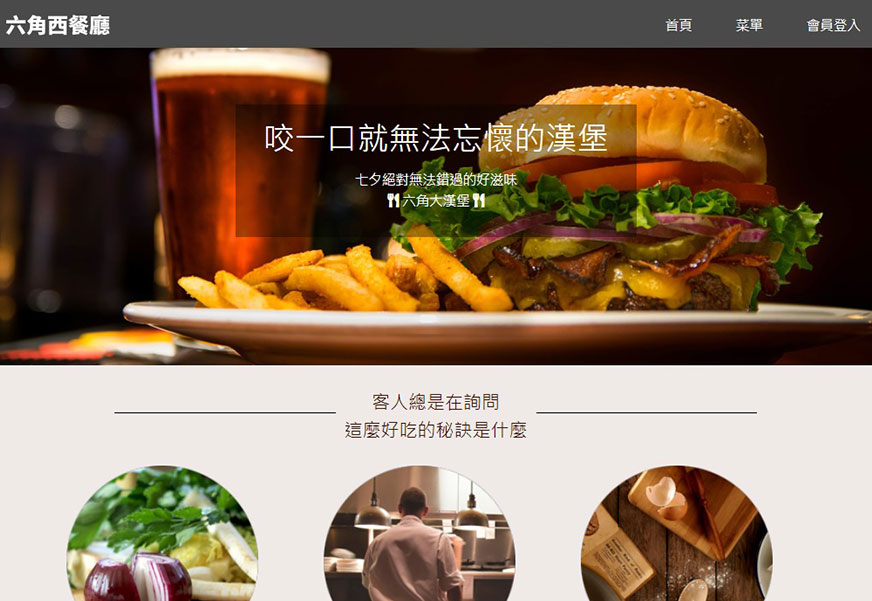 六角西餐廳
首頁
菜單
會員登入
咬一口就無法忘懷的漢堡
七夕絕對無法錯過的好滋味
六角大漢堡
客人總是在詢問
這麼好吃的秘訣是什麼